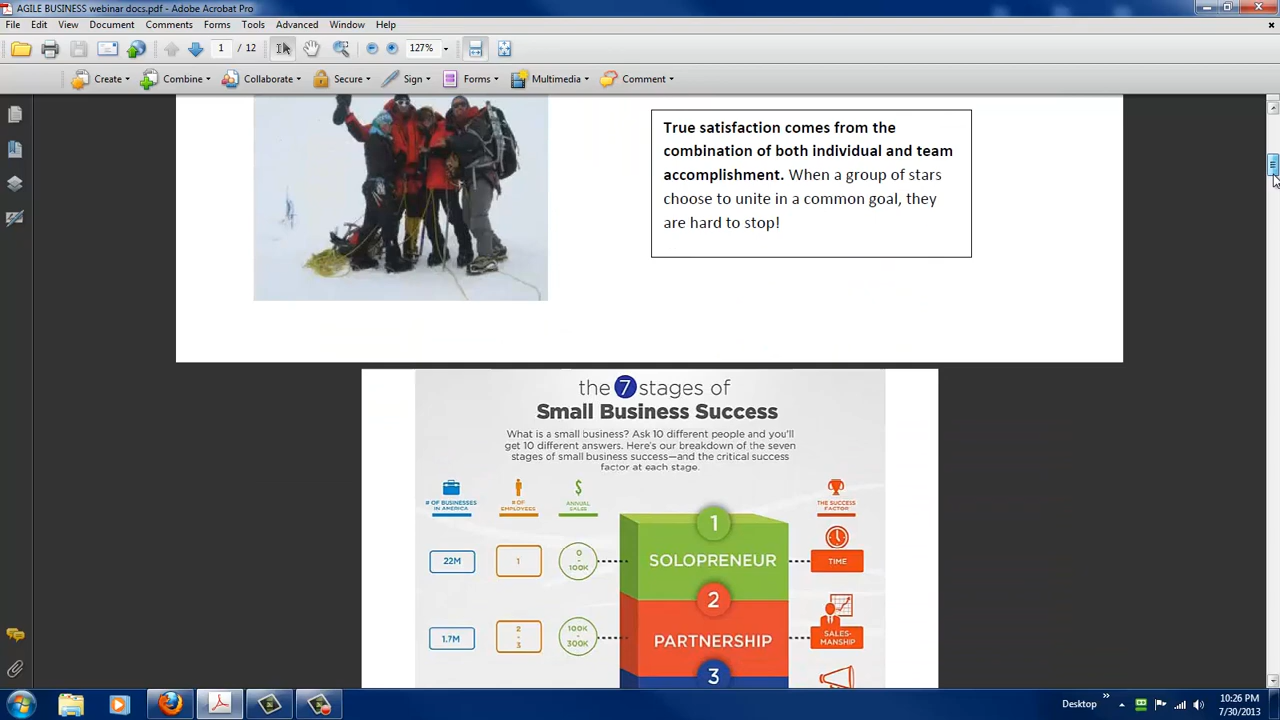 AGILE BUSINESS webinar docs.pdf - Adobe Acrobat Pro
File Edit View Document Comments Forms Tools Advanced Window Help
1 / 12 127%
Create Combine Collaborate Secure Sign Forms Multimedia Comment
True satisfaction comes from the
combination of both individual and team
accomplishment. When a group of stars
choose to unite in a common goal, they
are hard to stop!
the 7 stages of
Small Business Success
What is a small business? Ask 10 different people and you'll
get 10 different answers. Here's our breakdown of the seven
stages of small business success—and the critical success
factor at each stage.
# OF BUSINESSES
IN AMERICA
# OF
EMPLOYEES
ANNUAL
SALES
THE SUCCESS
FACTOR
1
22M
1
0
-
100K
SOLOPRENEUR
TIME
2
1.7M
2
-
3
100K
-
300K
PARTNERSHIP
SALES-
MANSHIP
3
Desktop
10:26 PM
7/30/2013